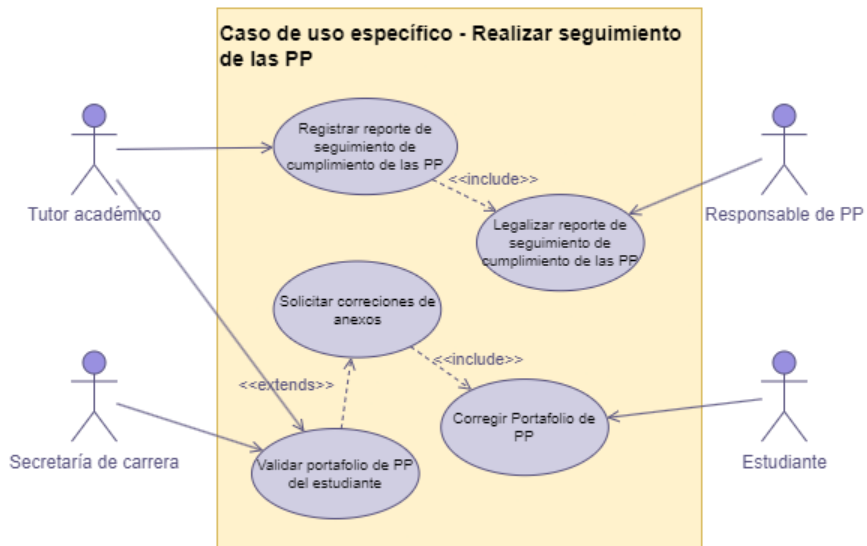 Caso de uso específico - Realizar seguimiento
de las PP
Registrar reporte de
seguimiento de
cumplimiento de las PP
<<include>>
Tutor académico
Legalizar reporte de
seguimiento de
cumplimiento de las PP
Responsable de PP
Solicitar correciones de
anexos
<<include>>
<<extends>>
Corregir Portafolio de
PP
Secretaría de carrera
Validar portafolio de PP
del estudiante
Estudiante